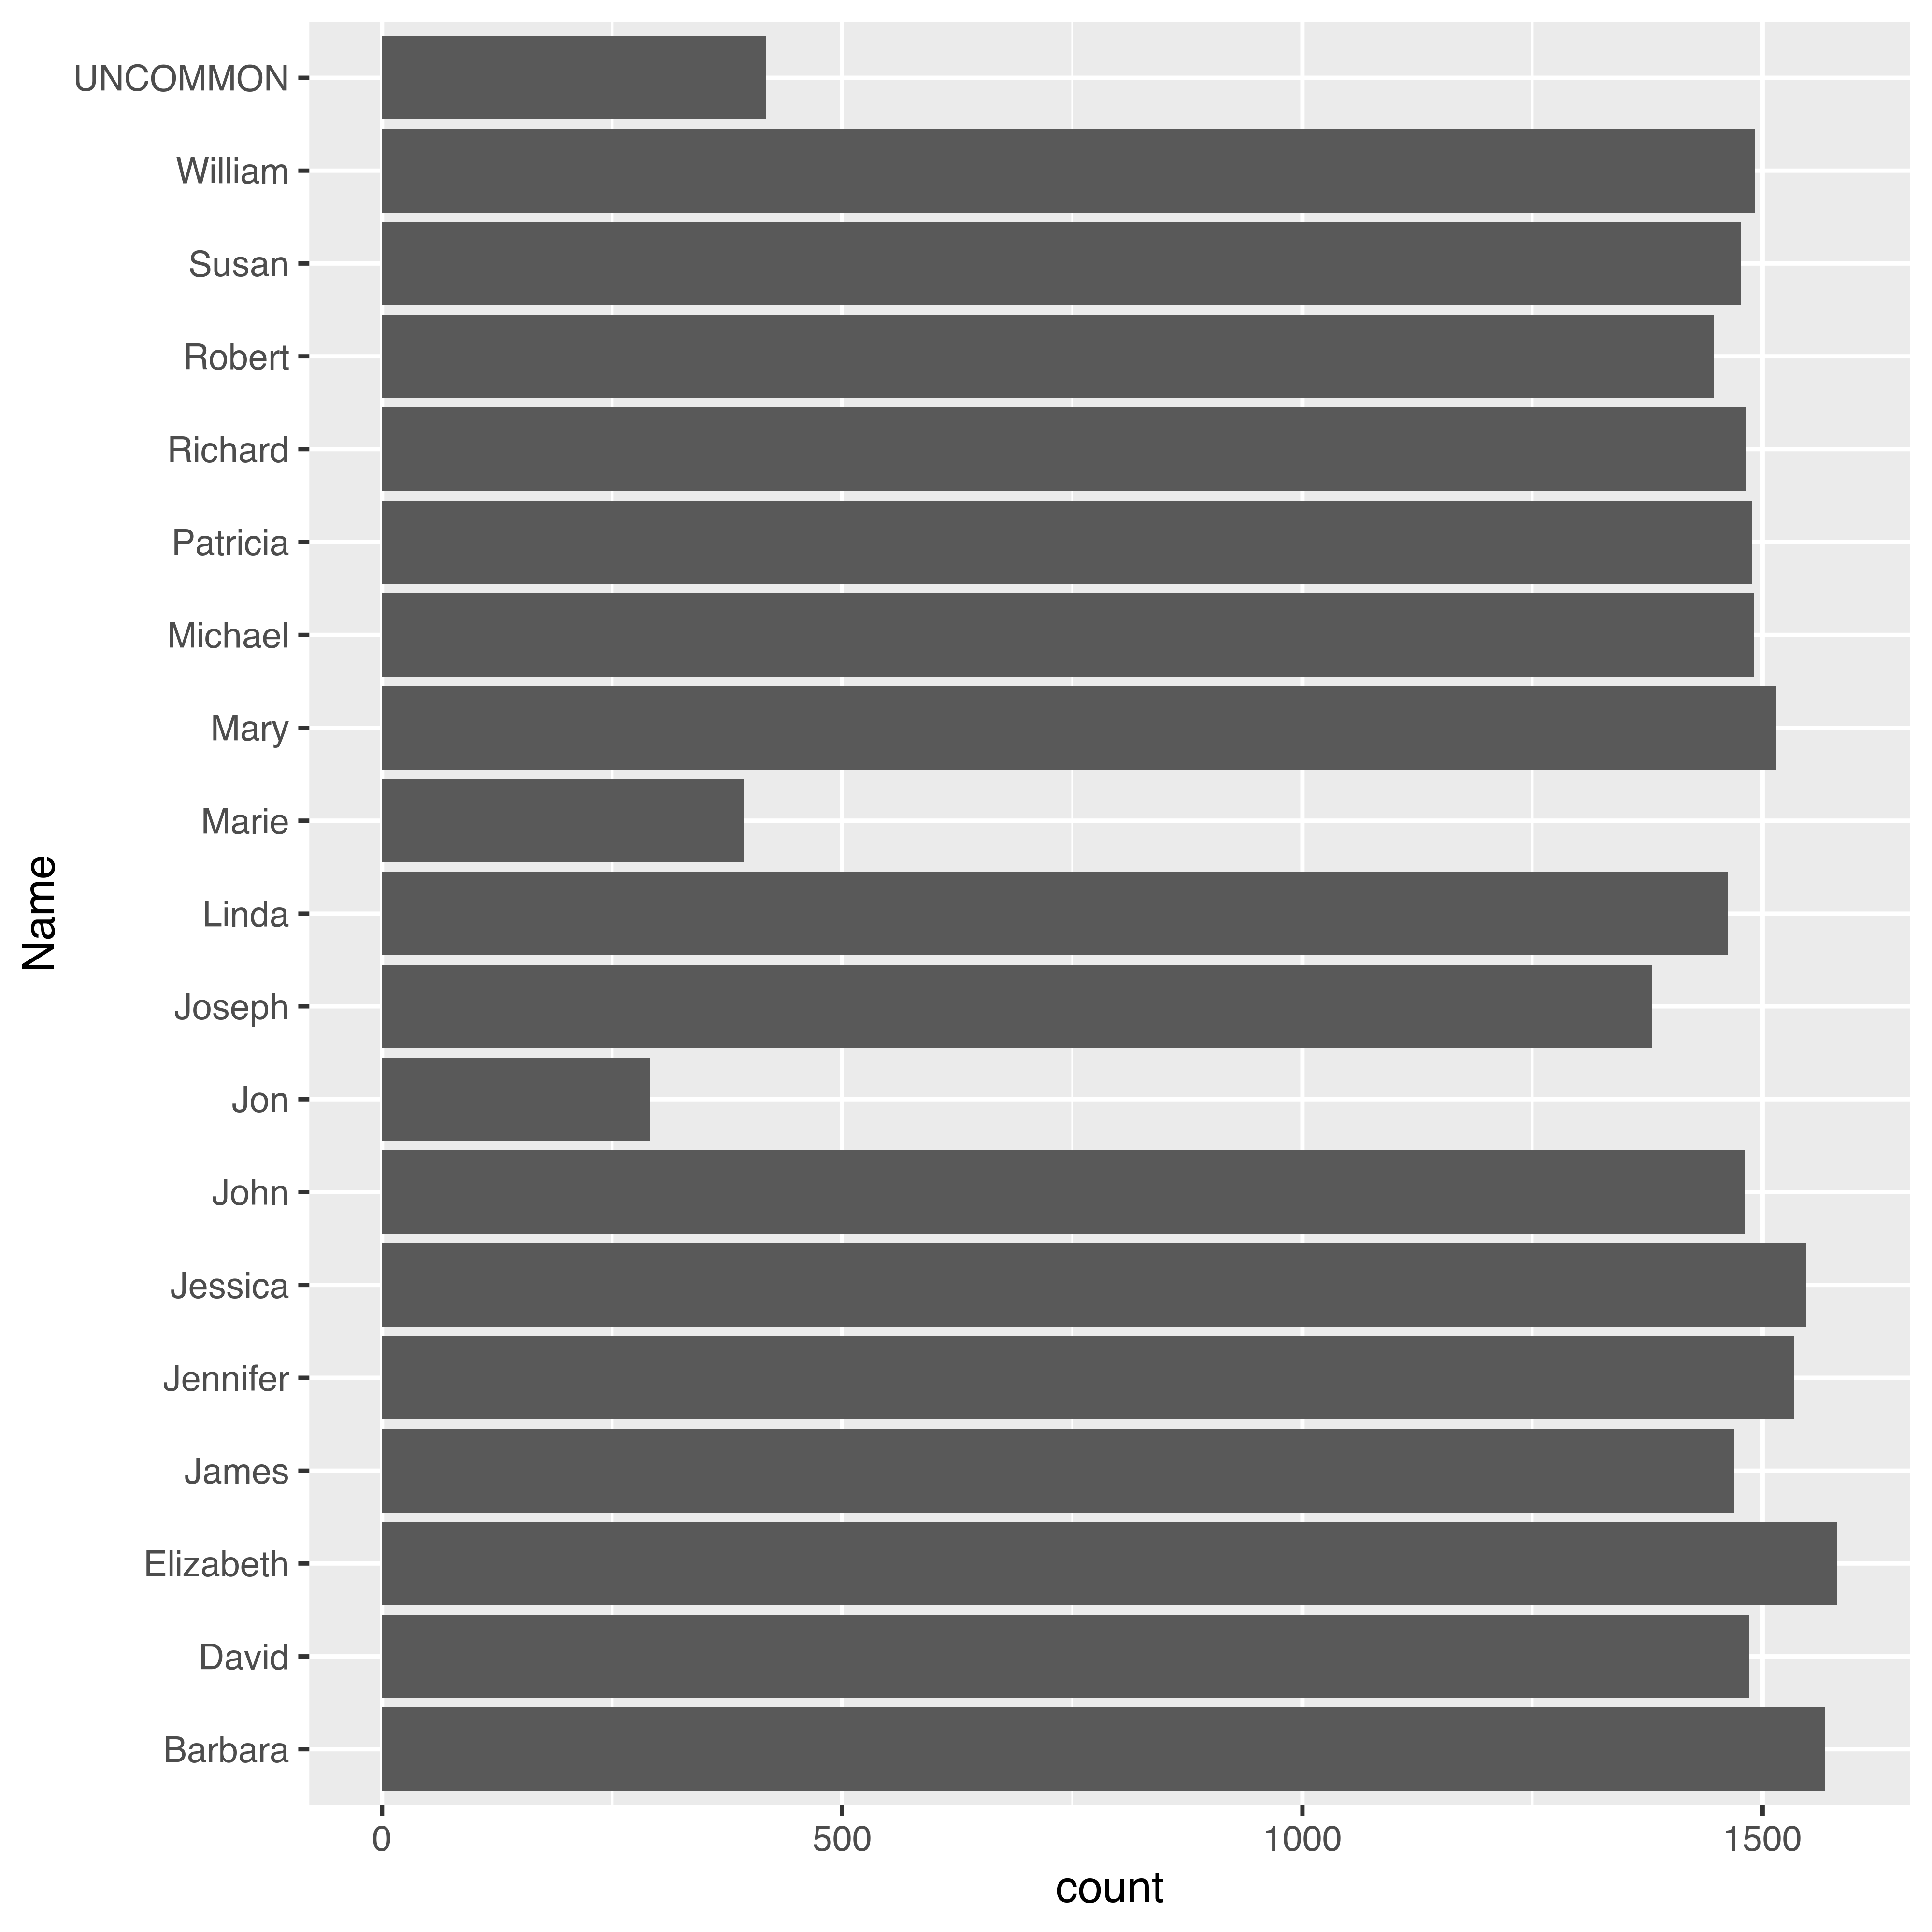 UNCOMMON
William
Susan
Robert
Richard
Patricia
Michael
Mary
Marie
Linda
Joseph
Jon
John
Jessica
Jennifer
James
Elizabeth
David
Barbara
Name
0 500 1000 1500
count